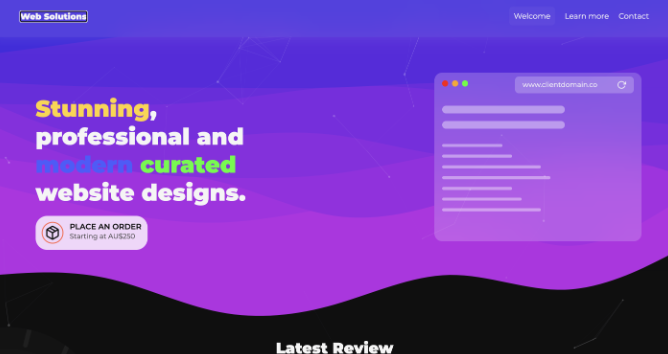 Web Solutions
Welcome Learn more Contact
www.clientdomain.co
Stunning,
professional and
modern curated
website designs.
PLACE AN ORDER
Starting at AU$250
Latest Review